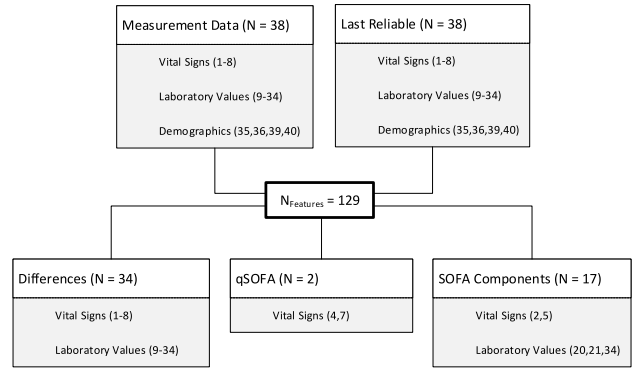 Measurement Data (N = 38)
Vital Signs (1-8)
Laboratory Values (9-34)
Demographics (35,36,39,40)
Last Reliable (N = 38)
Vital Signs (1-8)
Laboratory Values (9-34)
Demographics (35,36,39,40)
NFeatures = 129
Differences (N = 34)
Vital Signs (1-8)
Laboratory Values (9-34)
qSOFA (N = 2)
Vital Signs (4,7)
SOFA Components (N = 17)
Vital Signs (2,5)
Laboratory Values (20,21,34)